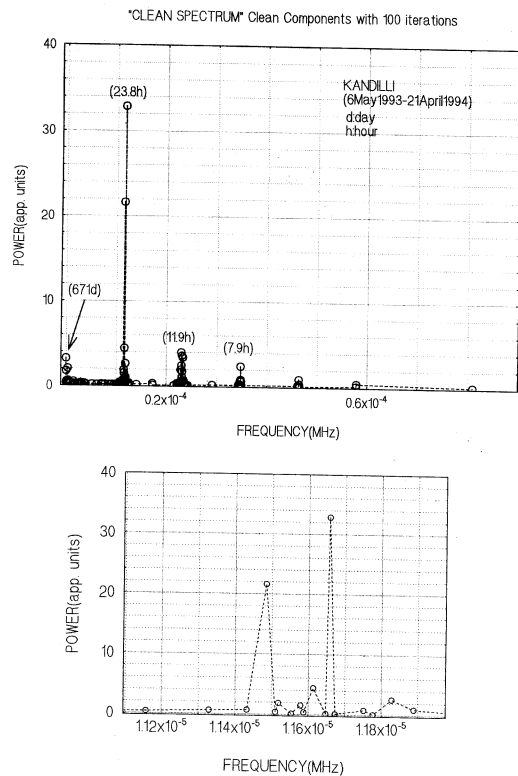 "CLEAN SPECTRUM" Clean Components with 100 iterations
40
(23.8h)
KANDILLI
(6May1993-21April1994)
d:day
h:hour
30
POWER(app. units)
20
(671d)
10
(11.9h)
(7.9h)
0
0.2x10⁻⁴
0.6x10⁻⁴
FREQUENCY(MHz)
40
30
POWER(app. units)
20
10
0
1.12x10⁻⁵
1.14x10⁻⁵
1.16x10⁻⁵
1.18x10⁻⁵
FREQUENCY(MHz)